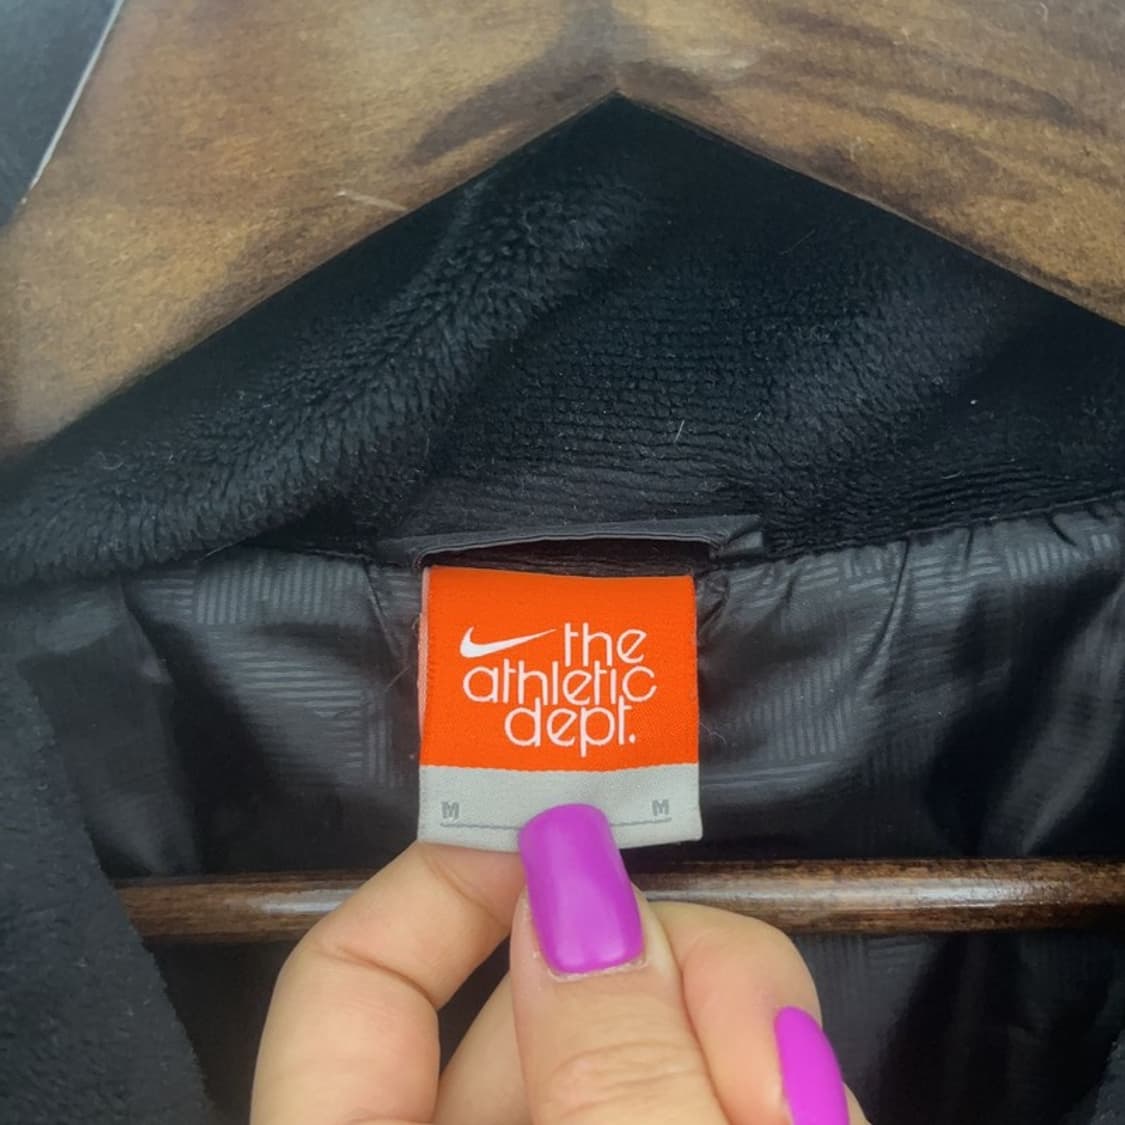 the
athletic
dept.
M M